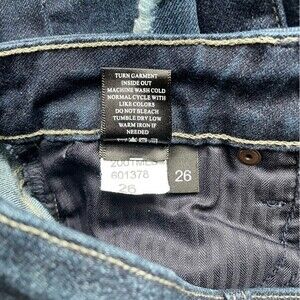 TURN GARMENT
INSIDE OUT
MACHINE WASH COLD
NORMAL CYCLE WITH
LIKE COLORS
DO NOT BLEACH
TUMBLE DRY LOW
WARM IRON IF
NEEDED
601378
26
26